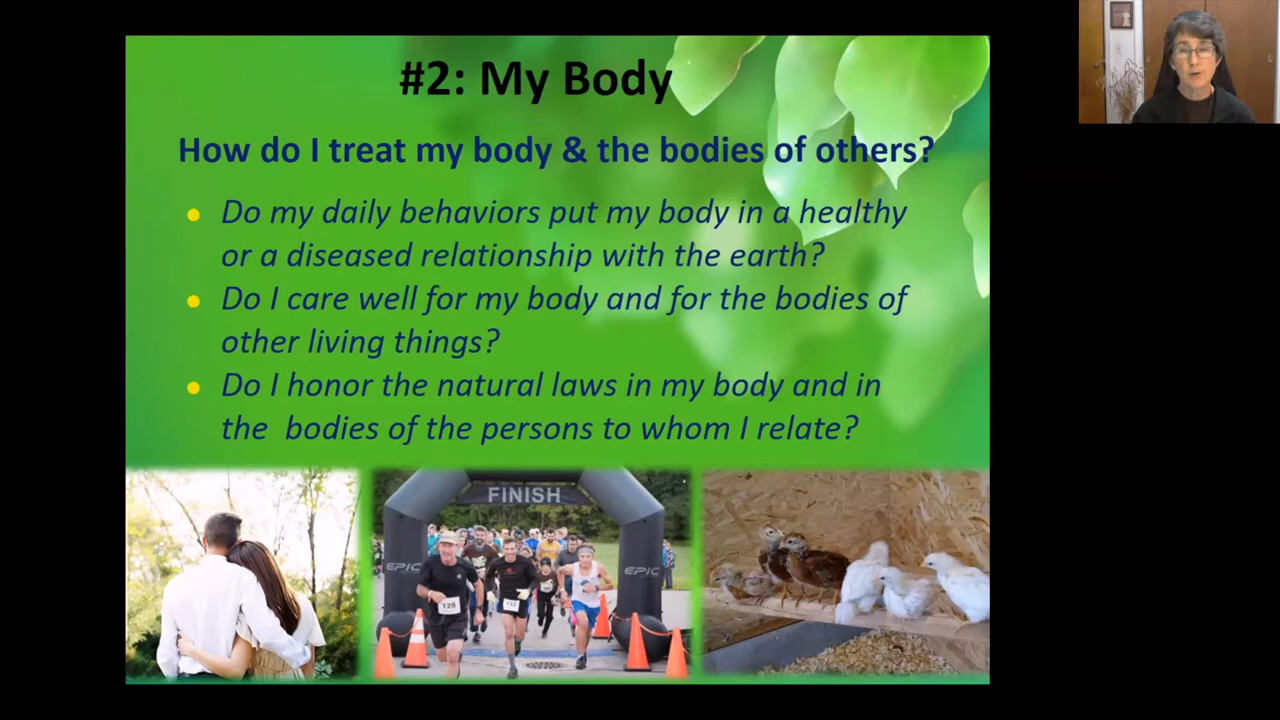 #2: My Body
How do I treat my body & the bodies of others?
Do my daily behaviors put my body in a healthy
or a diseased relationship with the earth?
Do I care well for my body and for the bodies of
other living things?
Do I honor the natural laws in my body and in
the  bodies of the persons to whom I relate?
FINISH
EPIC
EPIC
128
112